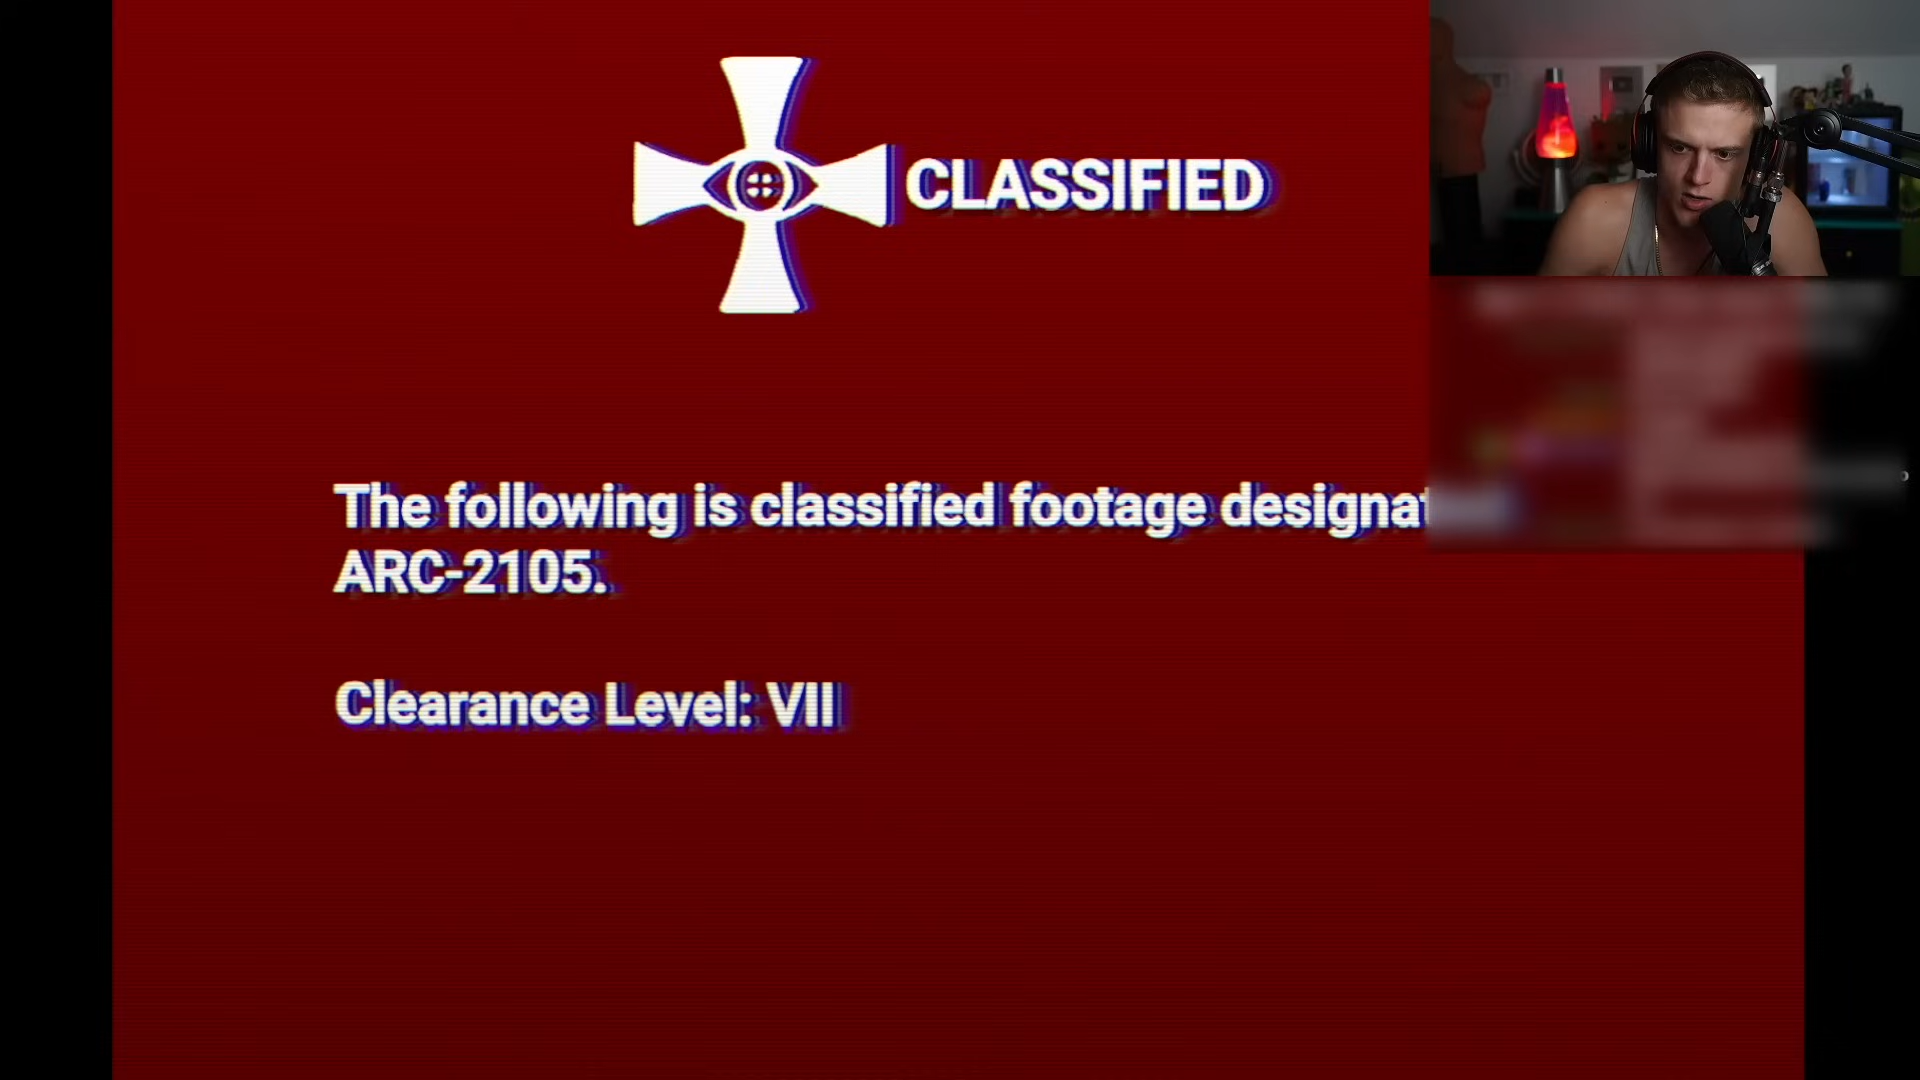 CLASSIFIED
The following is classified footage designat
ARC-2105.
Clearance Level: VII